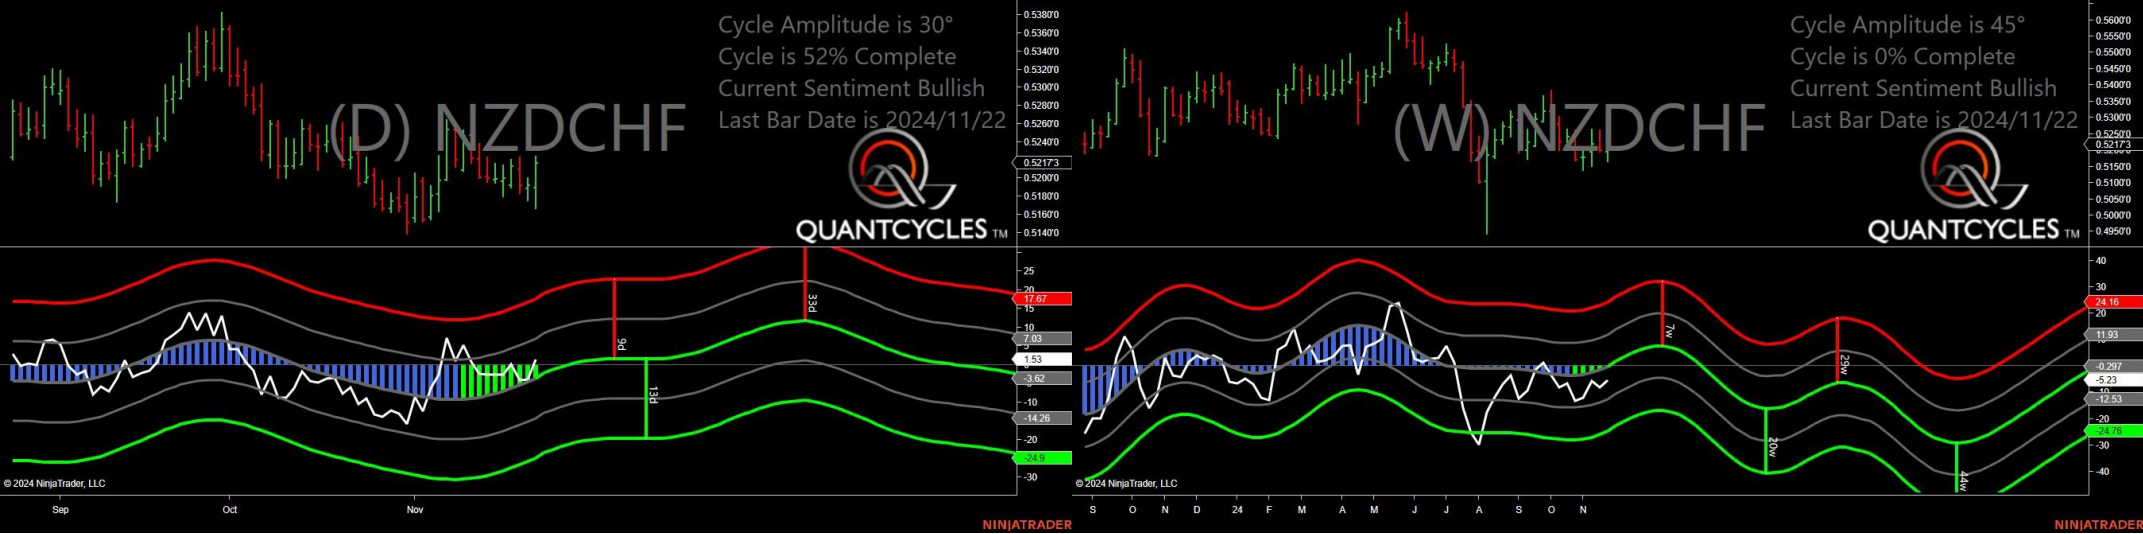 Cycle Amplitude is 30°
Cycle is 52% Complete
Current Sentiment Bullish
Last Bar Date is 2024/11/22
(D) NZDCHF
QUANTCYCLES TM
0.5380'0
0.5360'0
0.5340'0
0.5320'0
0.5300'0
0.5280'0
0.5260'0
0.5240'0
0.5217'3
0.5200'0
0.5180'0
0.5160'0
0.5140'0
25
20
17.67
15
10
7.03
5
1.53
-3.62
-10
-14.26
-20
-24.9
-30
9d
13d
33d
© 2024 NinjaTrader, LLC
Sep
Oct
Nov
NINJATRADER
Cycle Amplitude is 45°
Cycle is 0% Complete
Current Sentiment Bullish
Last Bar Date is 2024/11/22
(W) NZDCHF
QUANTCYCLES TM
0.5600'0
0.5550'0
0.5500'0
0.5450'0
0.5400'0
0.5350'0
0.5300'0
0.5250'0
0.5217'3
0.5150'0
0.5100'0
0.5050'0
0.5000'0
0.4950'0
40
30
24.16
20
11.93
-0.297
-5.23
-12.53
-20
-24.76
-30
-40
7w
20w
29w
44w
© 2024 NinjaTrader, LLC
S O N D 24 F M A M J J A S O N
NINJATRADER